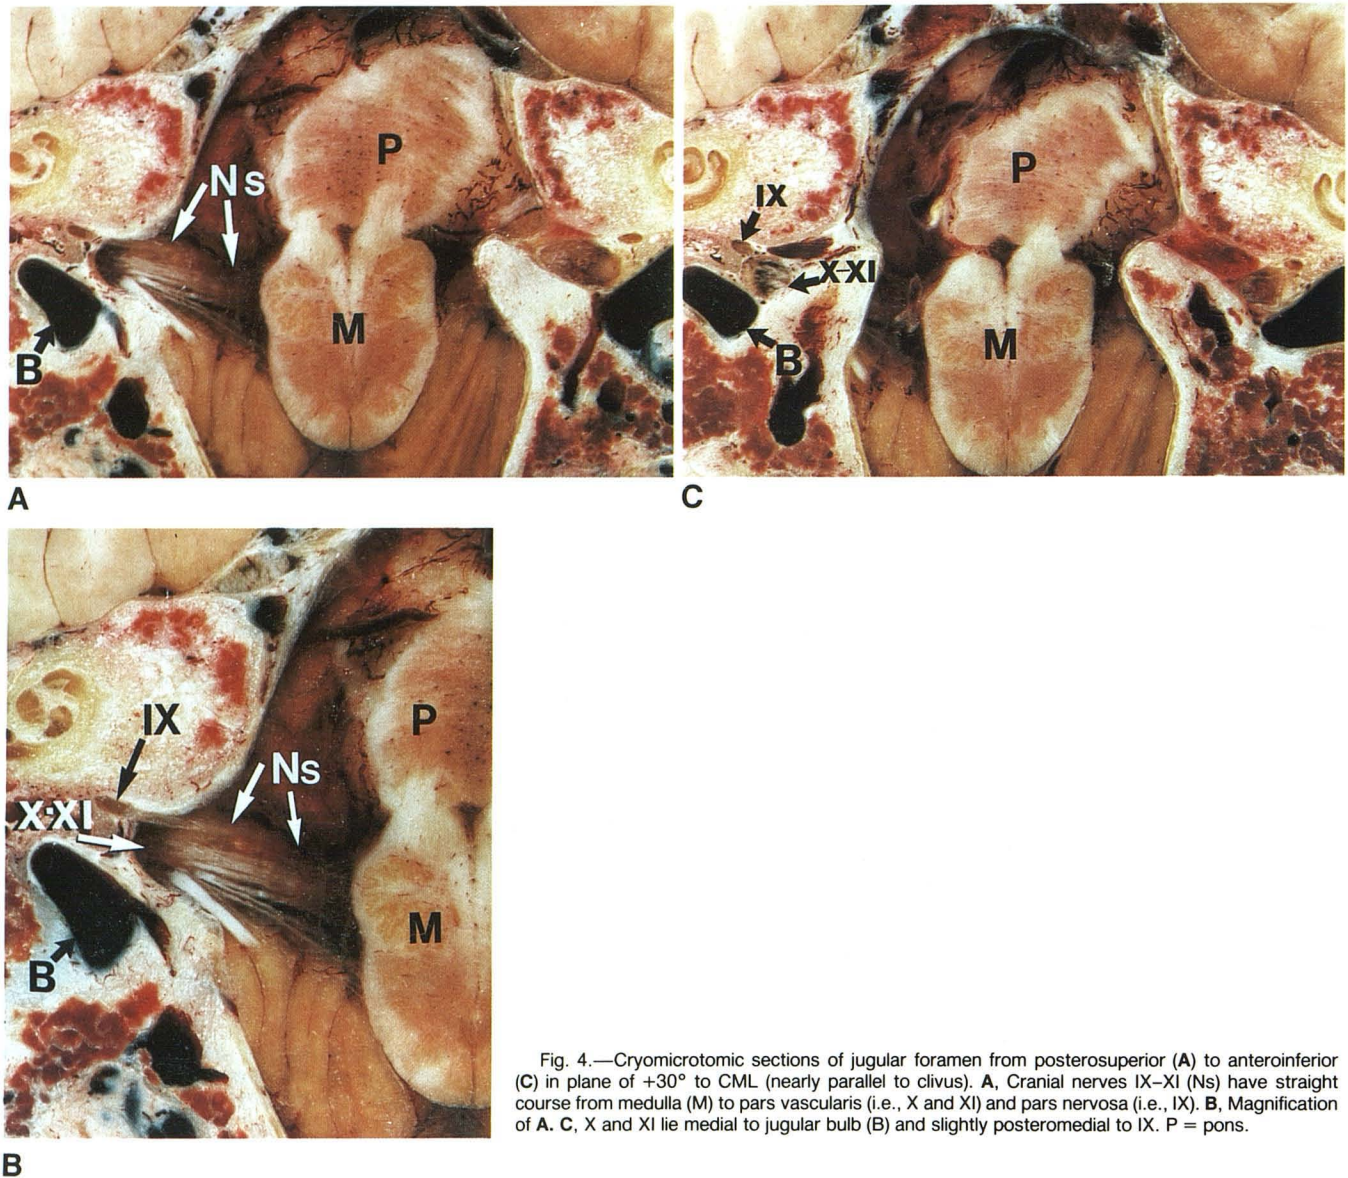 P
Ns
M
B
A
P
IX
X-XI
B
M
C
IX
P
Ns
X-XI
M
B
B
Fig. 4.—Cryomicrotomic sections of jugular foramen from posterosuperior (A) to anteroinferior
(C) in plane of +30° to CML (nearly parallel to clivus). A, Cranial nerves IX–XI (Ns) have straight
course from medulla (M) to pars vascularis (i.e., X and XI) and pars nervosa (i.e., IX). B, Magnification
of A. C, X and XI lie medial to jugular bulb (B) and slightly posteromedial to IX. P = pons.